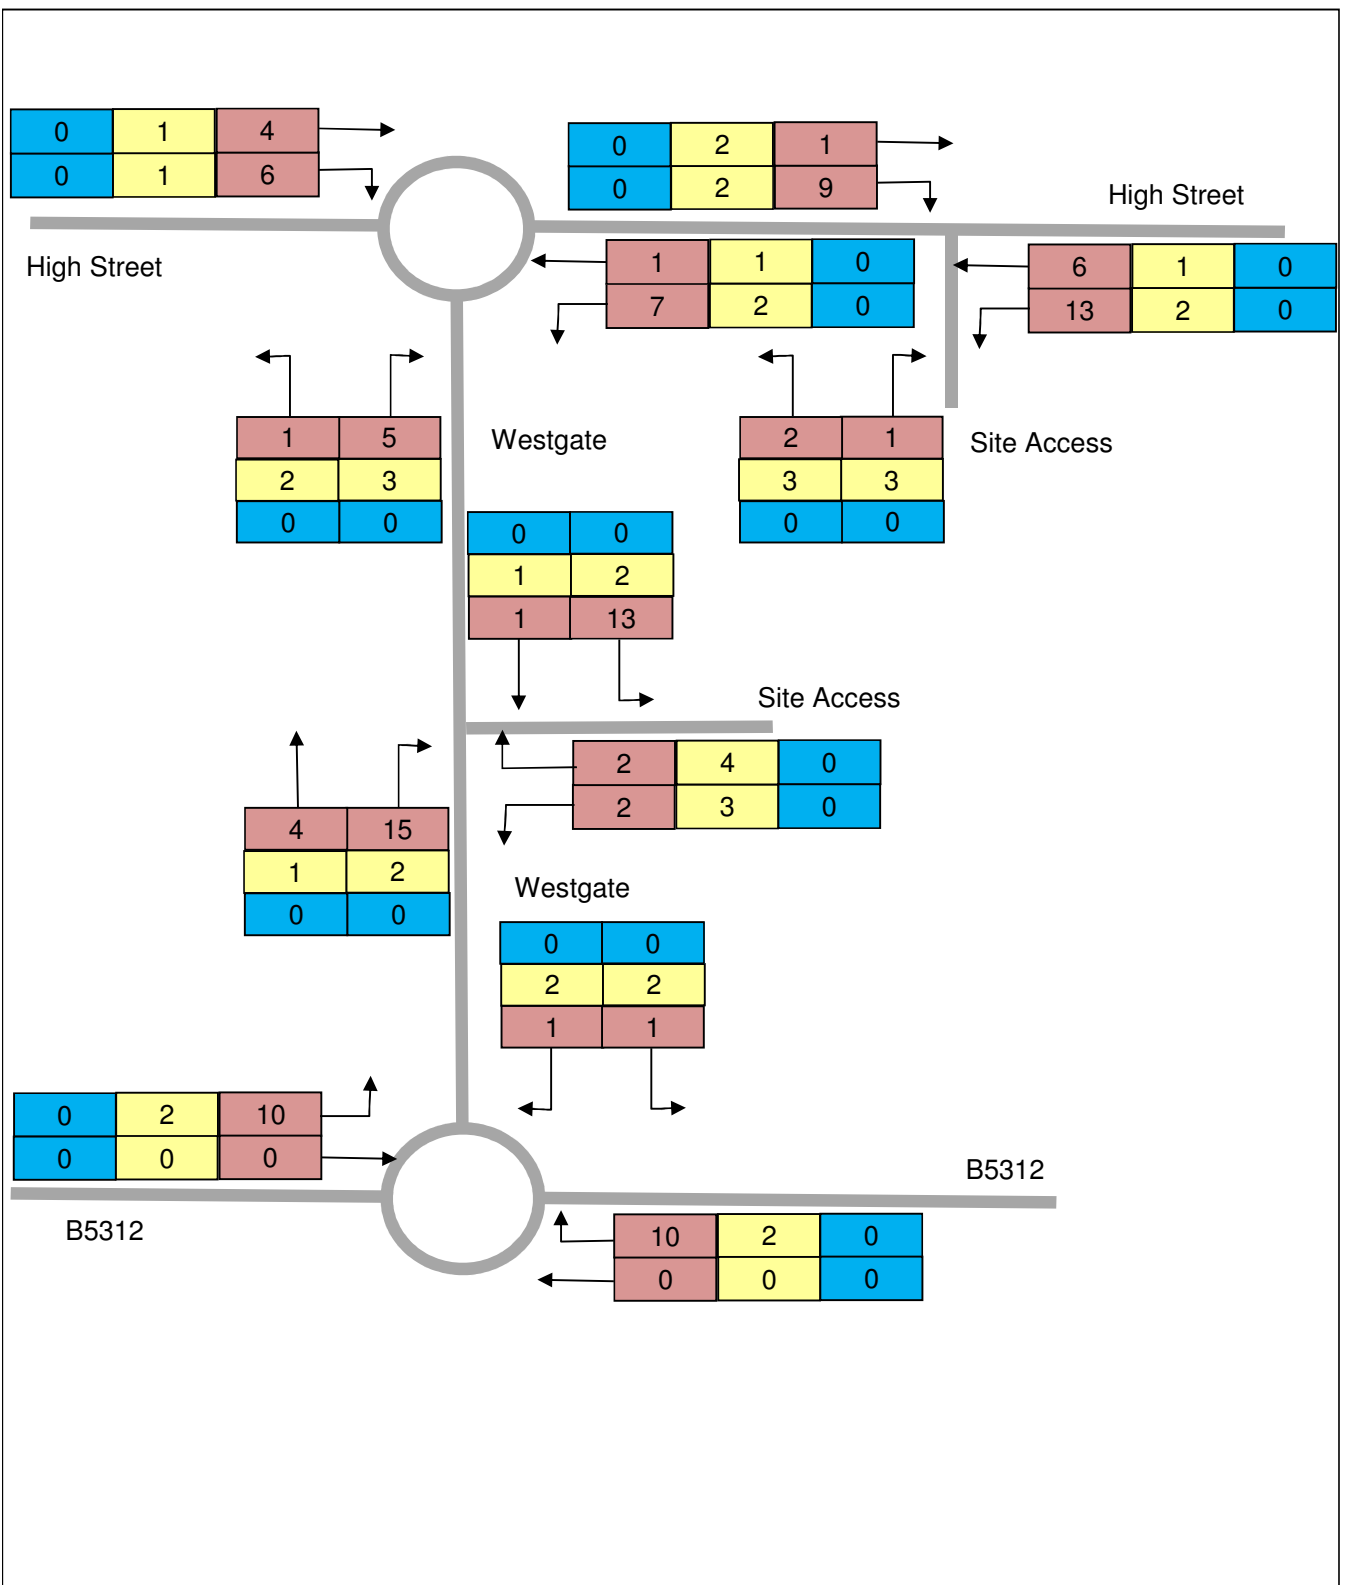 0 1 4
0 1 6
0 2 1
0 2 9
High Street
High Street
1 1 0
7 2 0
6 1 0
13 2 0
1 5
2 3
0 0
Westgate
2 1
3 3
0 0
Site Access
0 0
1 2
1 13
Site Access
2 4 0
2 3 0
4 15
1 2
0 0
Westgate
0 0
2 2
1 1
0 2 10
0 0 0
B5312
B5312
10 2 0
0 0 0